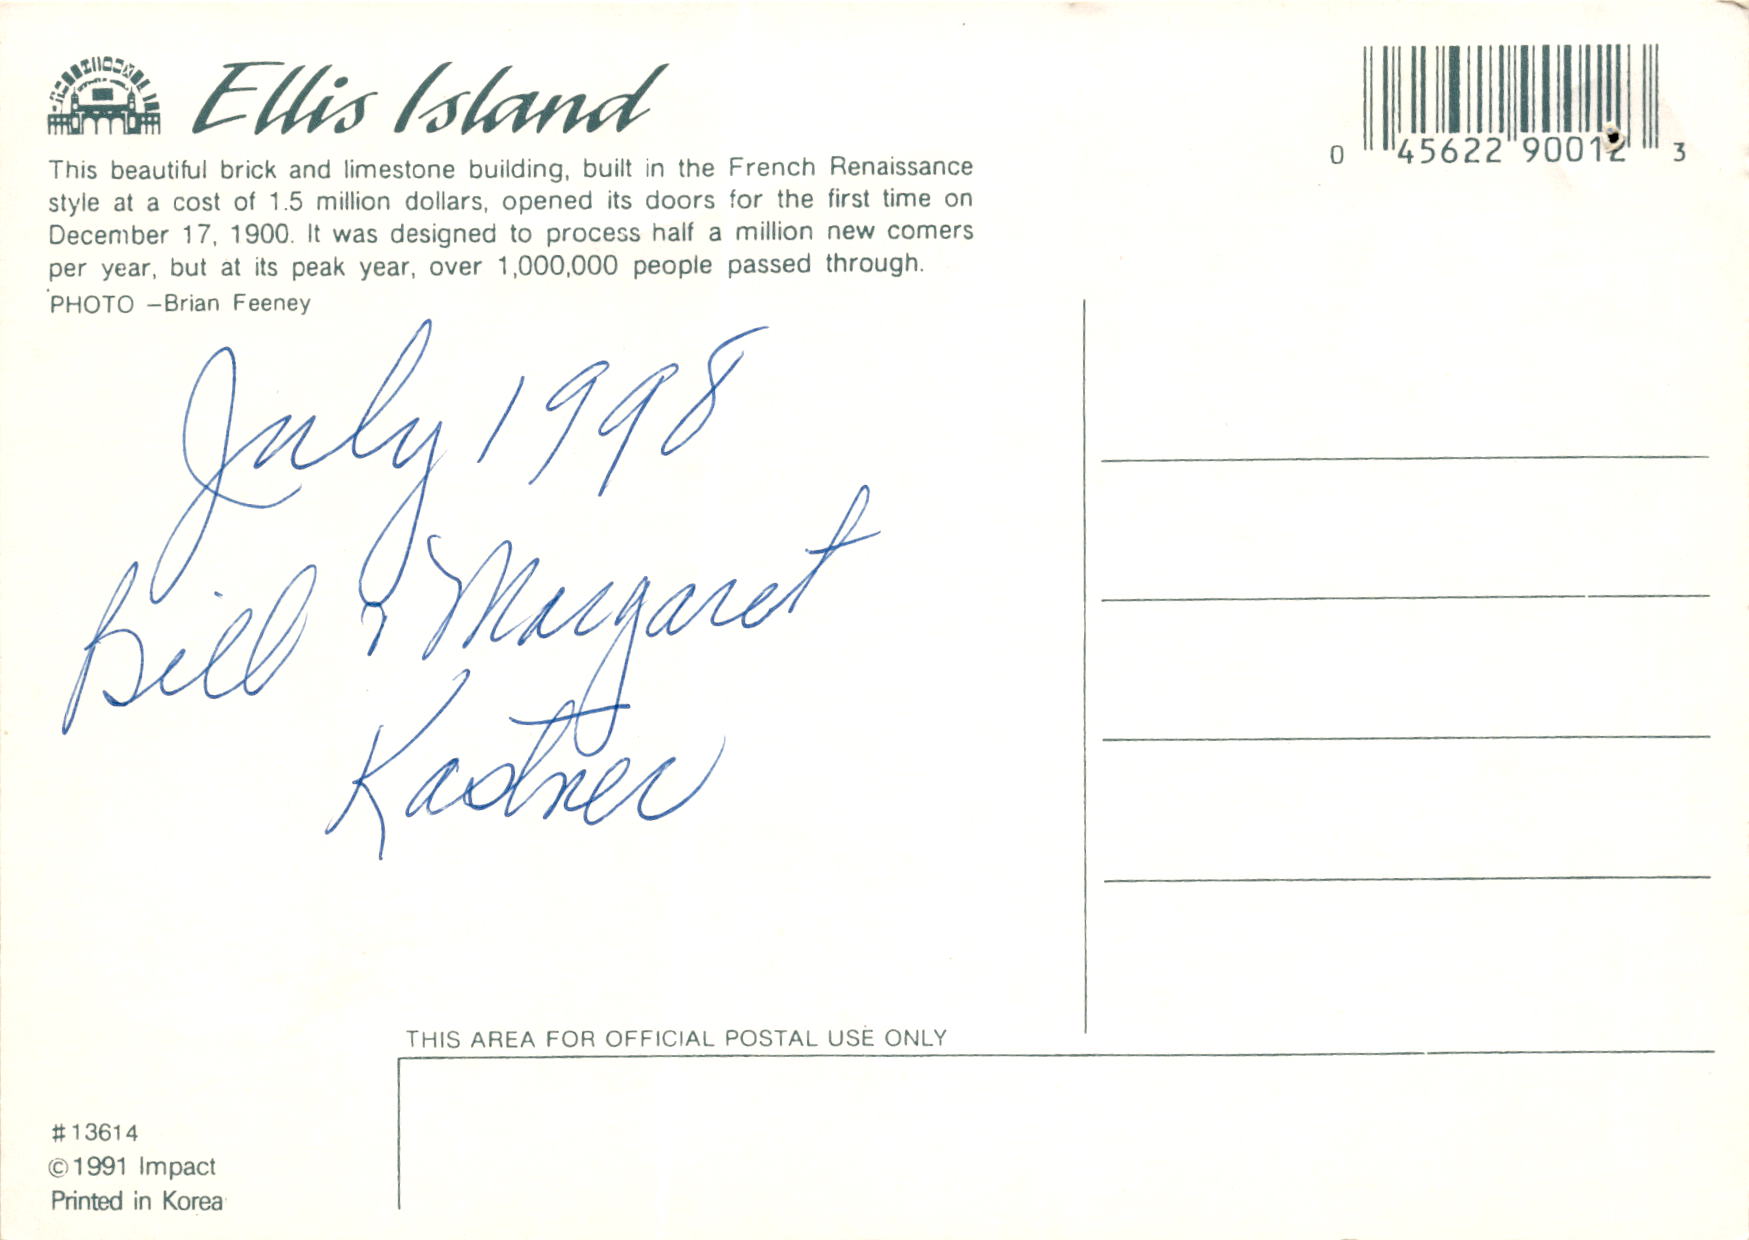 Ellis Island
This beautiful brick and limestone building, built in the French Renaissance
style at a cost of 1.5 million dollars, opened its doors for the first time on
December 17, 1900. It was designed to process half a million new comers
per year, but at its peak year, over 1,000,000 people passed through.
PHOTO –Brian Feeney
0 45622 90012 3
July 1998
Bill & Margaret
Kastner
THIS AREA FOR OFFICIAL POSTAL USE ONLY
#13614
©1991 Impact
Printed in Korea